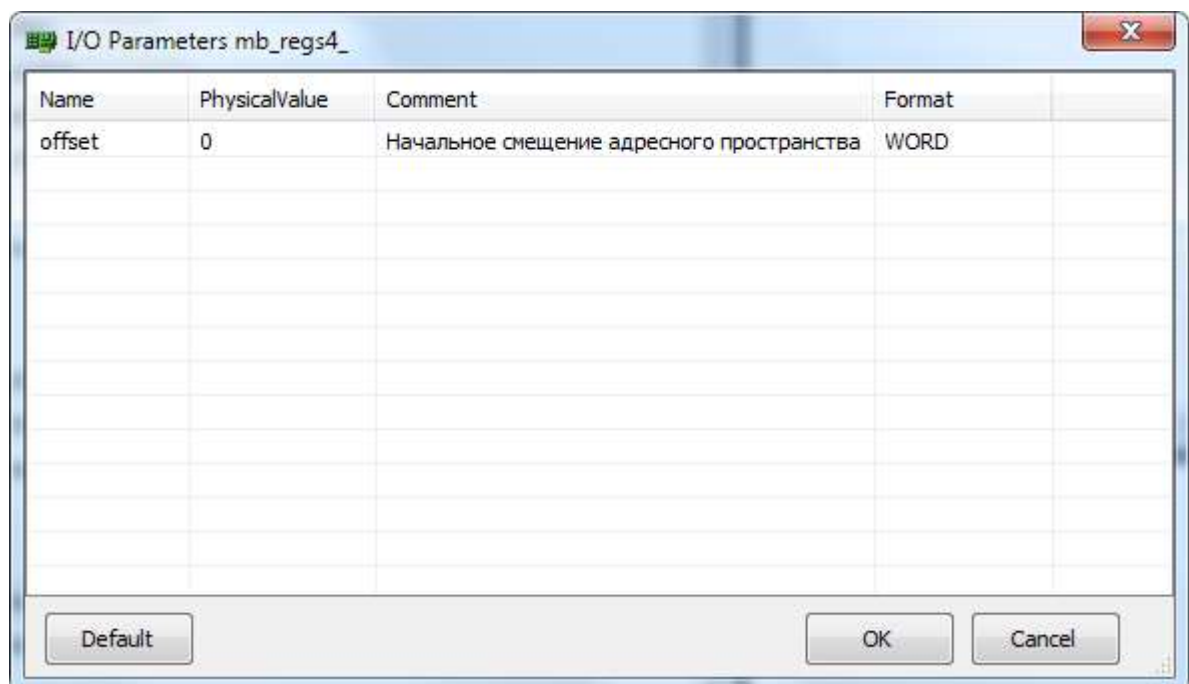 I/O Parameters mb_regs4_
Name PhysicalValue Comment Format
offset 0 Начальное смещение адресного пространства WORD
Default OK Cancel